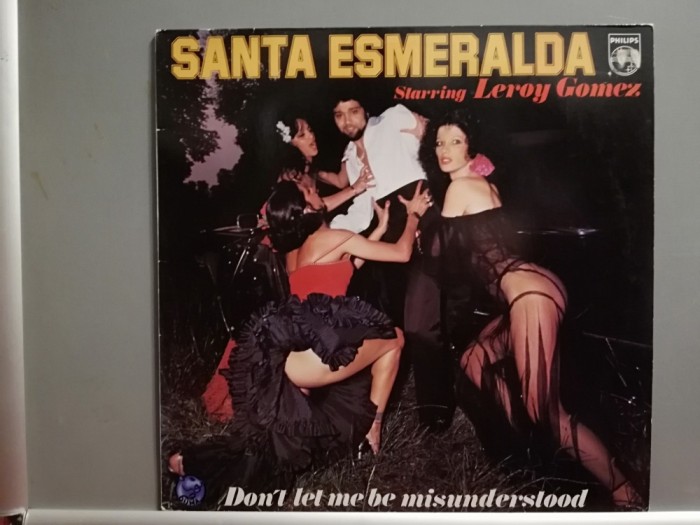 SANTA ESMERALDA
PHILIPS
Starring Leroy Gomez
Don't let me be misunderstood